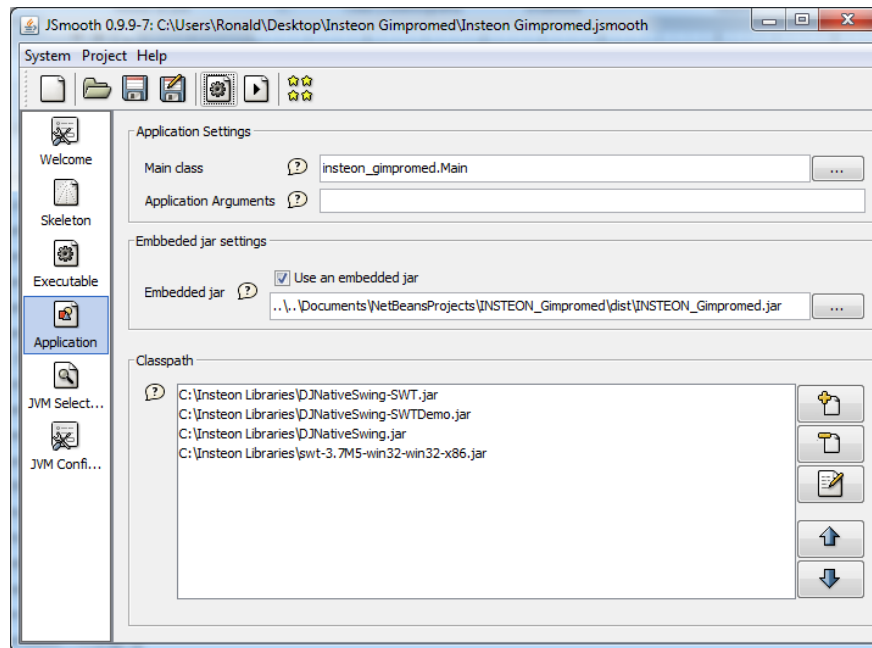 JSmooth 0.9.9-7: C:\Users\Ronald\Desktop\Insteon Gimpromed\Insteon Gimpromed.jsmooth
System Project Help
Welcome
Skeleton
Executable
Application
JVM Select...
JVM Confi...
Application Settings
Main class ? insteon_gimpromed.Main ...
Application Arguments ?
Embbeded jar settings
Use an embedded jar
Embedded jar ? ..\..\Documents\NetBeansProjects\INSTEON_Gimpromed\dist\INSTEON_Gimpromed.jar ...
Classpath
?
C:\Insteon Libraries\DJNativeSwing-SWT.jar
C:\Insteon Libraries\DJNativeSwing-SWTDemo.jar
C:\Insteon Libraries\DJNativeSwing.jar
C:\Insteon Libraries\swt-3.7M5-win32-win32-x86.jar